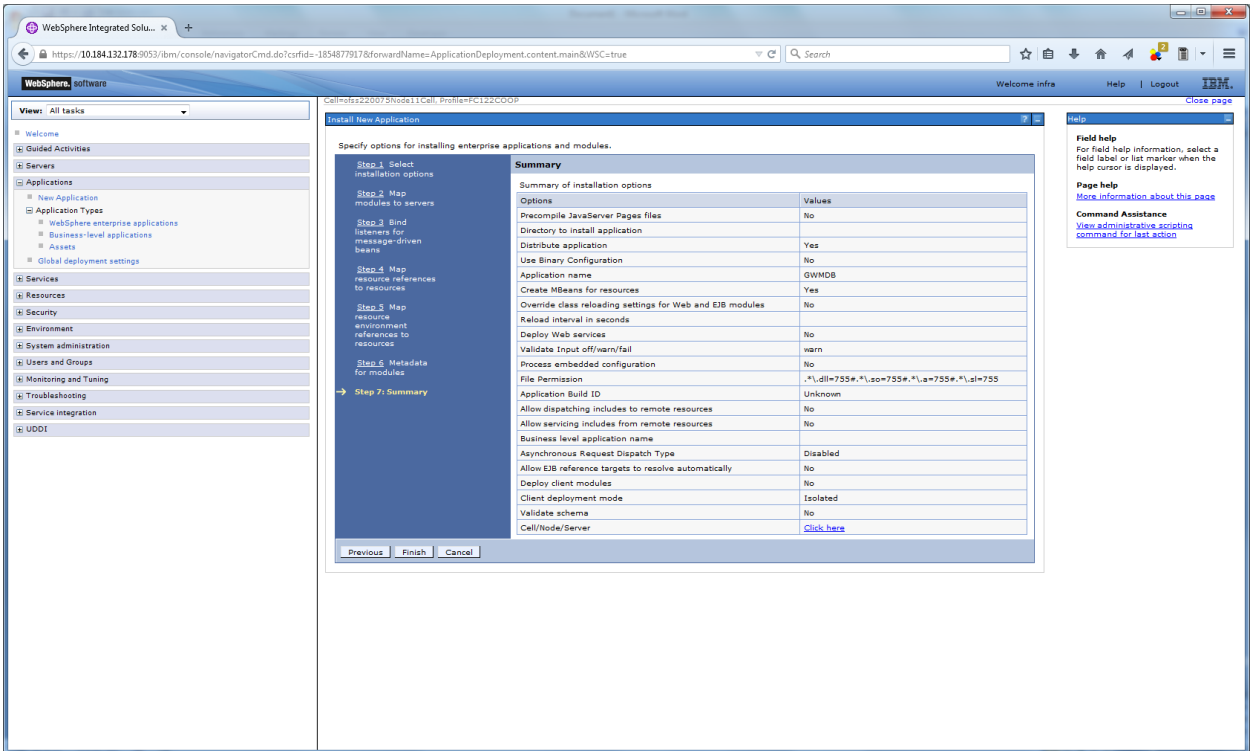 WebSphere Integrated Solu...
https://10.184.132.178:9053/ibm/console/navigatorCmd.do?csrfid=-1854877917&forwardName=ApplicationDeployment.content.main&WSC=true
Search
2
WebSphere. software
Welcome infra
Help | Logout
IBM.
View: All tasks
Welcome
Guided Activities
Servers
Applications
New Application
Application Types
WebSphere enterprise applications
Business-level applications
Assets
Global deployment settings
Services
Resources
Security
Environment
System administration
Users and Groups
Monitoring and Tuning
Troubleshooting
Service integration
UDDI
Cell=ofss220075Node11Cell, Profile=FC122COOP
Close page
Install New Application
Specify options for installing enterprise applications and modules.
Step 1 Select
installation options
Step 2 Map
modules to servers
Step 3 Bind
listeners for
message-driven
beans
Step 4 Map
resource references
to resources
Step 5 Map
resource
environment
references to
resources
Step 6 Metadata
for modules
Step 7: Summary
Summary
Summary of installation options
Options Values
Precompile JavaServer Pages files No
Directory to install application
Distribute application Yes
Use Binary Configuration No
Application name GWMDB
Create MBeans for resources Yes
Override class reloading settings for Web and EJB modules No
Reload interval in seconds
Deploy Web services No
Validate Input off/warn/fail warn
Process embedded configuration No
File Permission .*\.dll=755#.*\.so=755#.*\.a=755#.*\.sl=755
Application Build ID Unknown
Allow dispatching includes to remote resources No
Allow servicing includes from remote resources No
Business level application name
Asynchronous Request Dispatch Type Disabled
Allow EJB reference targets to resolve automatically No
Deploy client modules No
Client deployment mode Isolated
Validate schema No
Cell/Node/Server Click here
Previous Finish Cancel
Help
Field help
For field help information, select a
field label or list marker when the
help cursor is displayed.
Page help
More information about this page
Command Assistance
View administrative scripting
command for last action